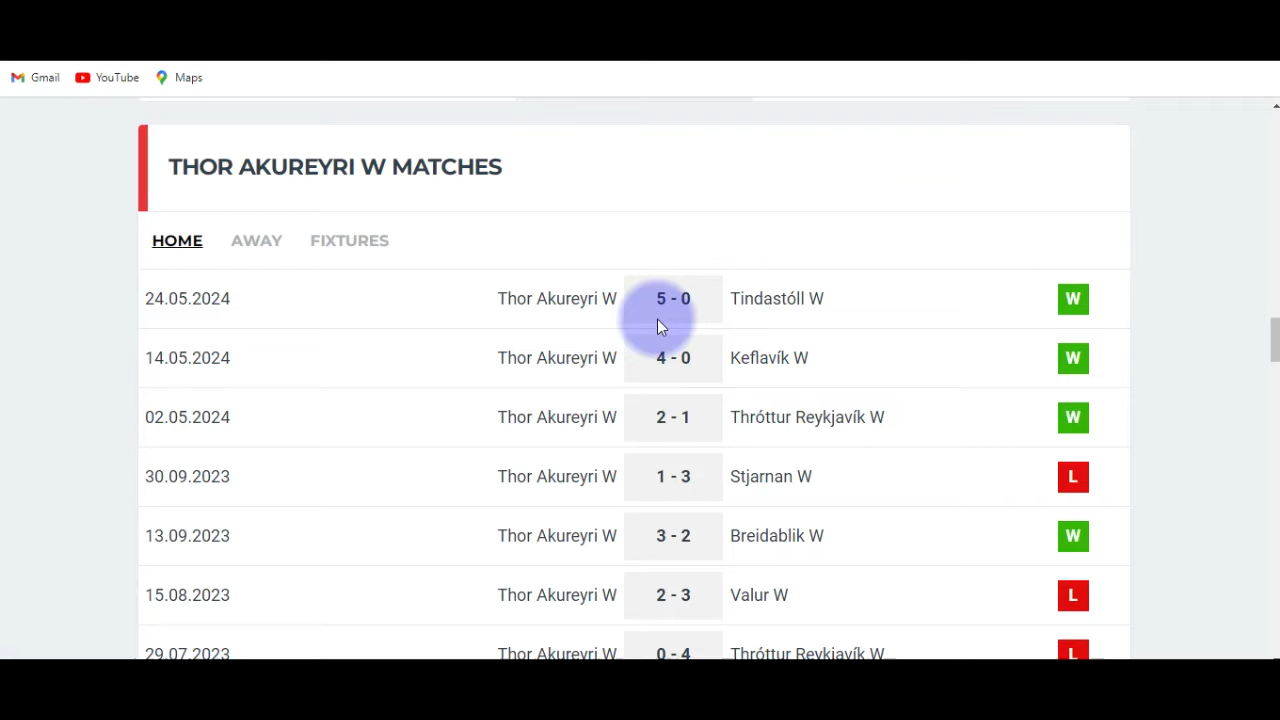 Gmail YouTube Maps
THOR AKUREYRI W MATCHES
HOME AWAY FIXTURES
24.05.2024 Thor Akureyri W 5 - 0 Tindastóll W W
14.05.2024 Thor Akureyri W 4 - 0 Keflavík W W
02.05.2024 Thor Akureyri W 2 - 1 Thróttur Reykjavík W W
30.09.2023 Thor Akureyri W 1 - 3 Stjarnan W L
13.09.2023 Thor Akureyri W 3 - 2 Breidablik W W
15.08.2023 Thor Akureyri W 2 - 3 Valur W L
29.07.2023 Thor Akureyri W 0 - 4 Thróttur Reykjavík W L